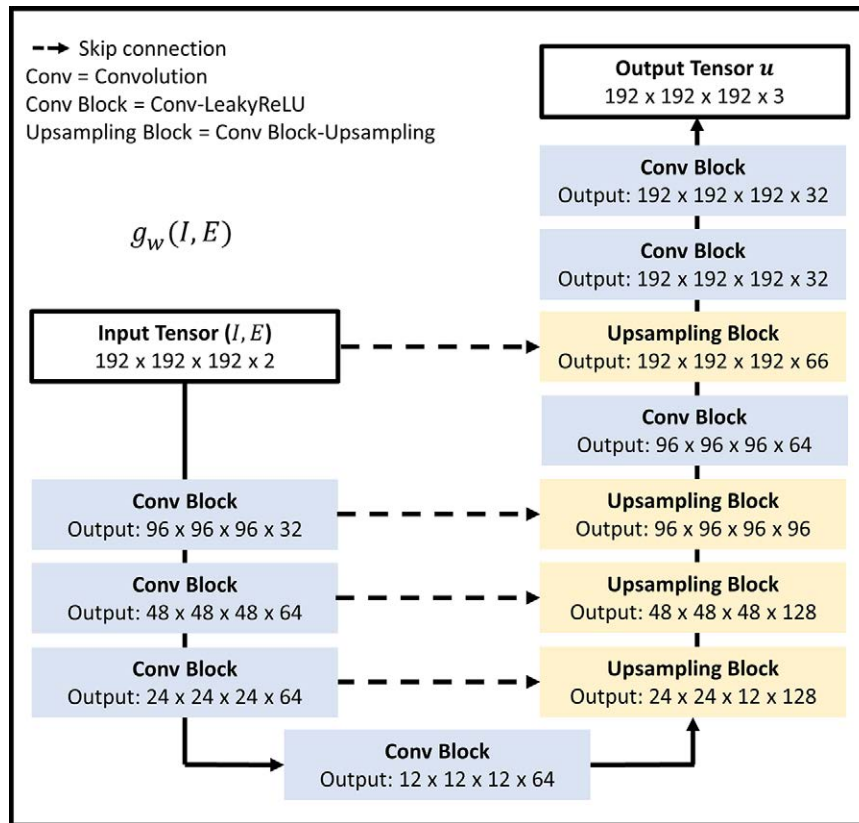 Skip connection
Conv = Convolution
Conv Block = Conv-LeakyReLU
Upsampling Block = Conv Block-Upsampling
g_w(I, E)
Input Tensor (I, E)
192 x 192 x 192 x 2
Conv Block
Output: 96 x 96 x 96 x 32
Conv Block
Output: 48 x 48 x 48 x 64
Conv Block
Output: 24 x 24 x 24 x 64
Conv Block
Output: 12 x 12 x 12 x 64
Output Tensor u
192 x 192 x 192 x 3
Conv Block
Output: 192 x 192 x 192 x 32
Conv Block
Output: 192 x 192 x 192 x 32
Upsampling Block
Output: 192 x 192 x 192 x 66
Conv Block
Output: 96 x 96 x 96 x 64
Upsampling Block
Output: 96 x 96 x 96 x 96
Upsampling Block
Output: 48 x 48 x 48 x 128
Upsampling Block
Output: 24 x 24 x 12 x 128